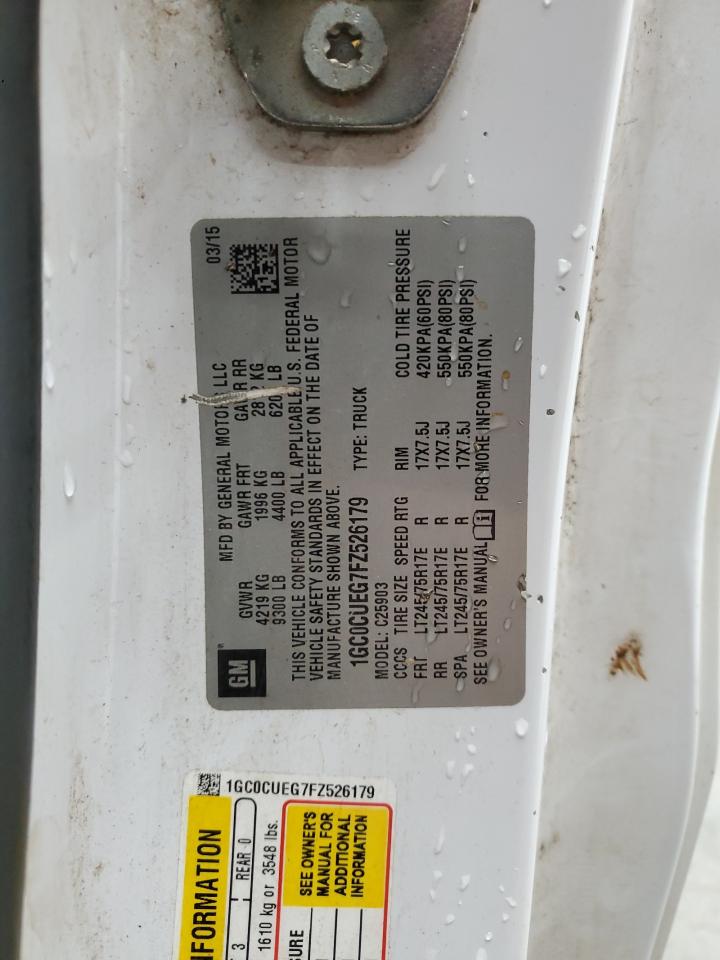 GM
®
MFD BY GENERAL MOTORS LLC
03/15
GVWR GAWR FRT GAWR RR
4219 KG 1996 KG KG
9300 LB 4400 LB LB
THIS VEHICLE CONFORMS TO ALL APPLICABLE U.S. FEDERAL MOTOR
VEHICLE SAFETY STANDARDS IN EFFECT ON THE DATE OF
MANUFACTURE SHOWN ABOVE.
1GC0CUEG7FZ526179 TYPE: TRUCK
MODEL: C25903
CCCS TIRE SIZE SPEED RTG RIM COLD TIRE PRESSURE
FRT LT245/75R17E R 17X7.5J 420KPA(60PSI)
RR LT245/75R17E R 17X7.5J 550KPA(80PSI)
SPA LT245/75R17E R 17X7.5J 550KPA(80PSI)
SEE OWNER'S MANUAL FOR MORE INFORMATION.
1GC0CUEG7FZ526179
3 REAR 0
1610 kg or 3548 lbs.
SEE OWNER'S
MANUAL FOR
ADDITIONAL
INFORMATION